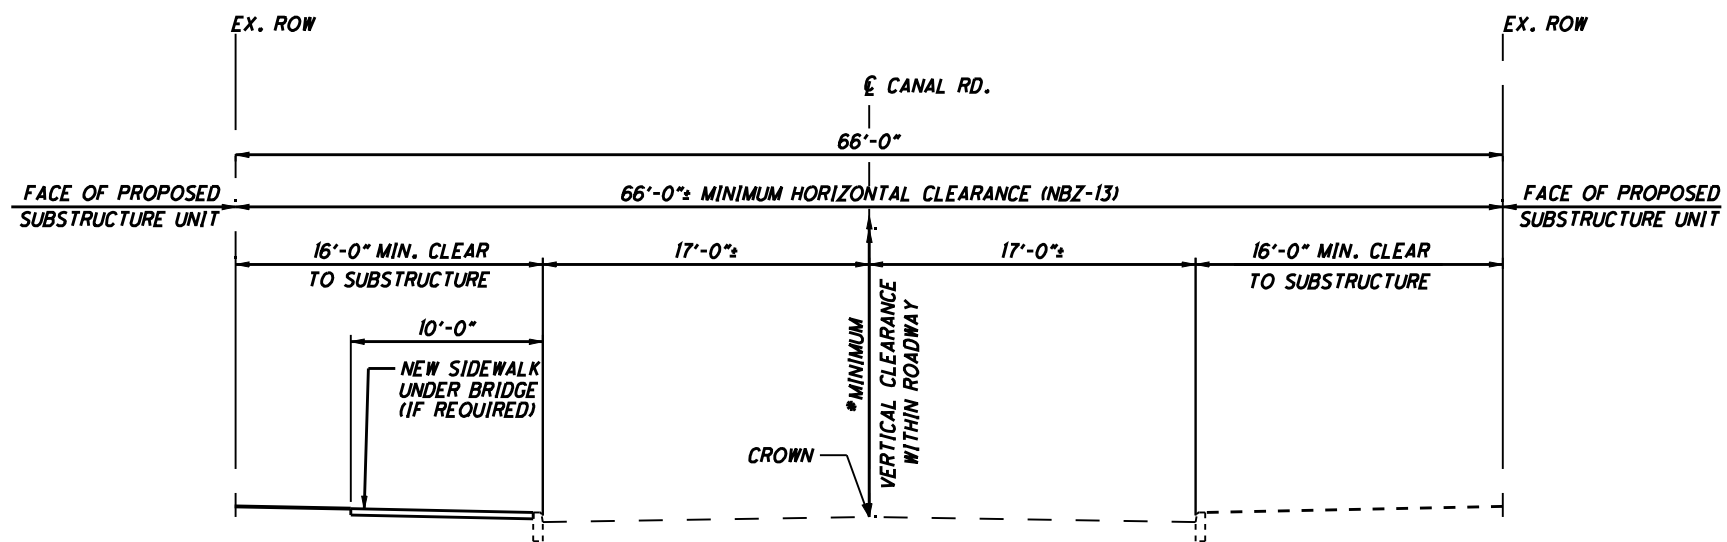 EX. ROW
EX. ROW
℄ CANAL RD.
66'-0"
FACE OF PROPOSED
SUBSTRUCTURE UNIT
66'-0"± MINIMUM HORIZONTAL CLEARANCE (NBZ-13)
FACE OF PROPOSED
SUBSTRUCTURE UNIT
16'-0" MIN. CLEAR
TO SUBSTRUCTURE
17'-0"±
17'-0"±
16'-0" MIN. CLEAR
TO SUBSTRUCTURE
10'-0"
NEW SIDEWALK
UNDER BRIDGE
(IF REQUIRED)
*MINIMUM
VERTICAL CLEARANCE
WITHIN ROADWAY
CROWN